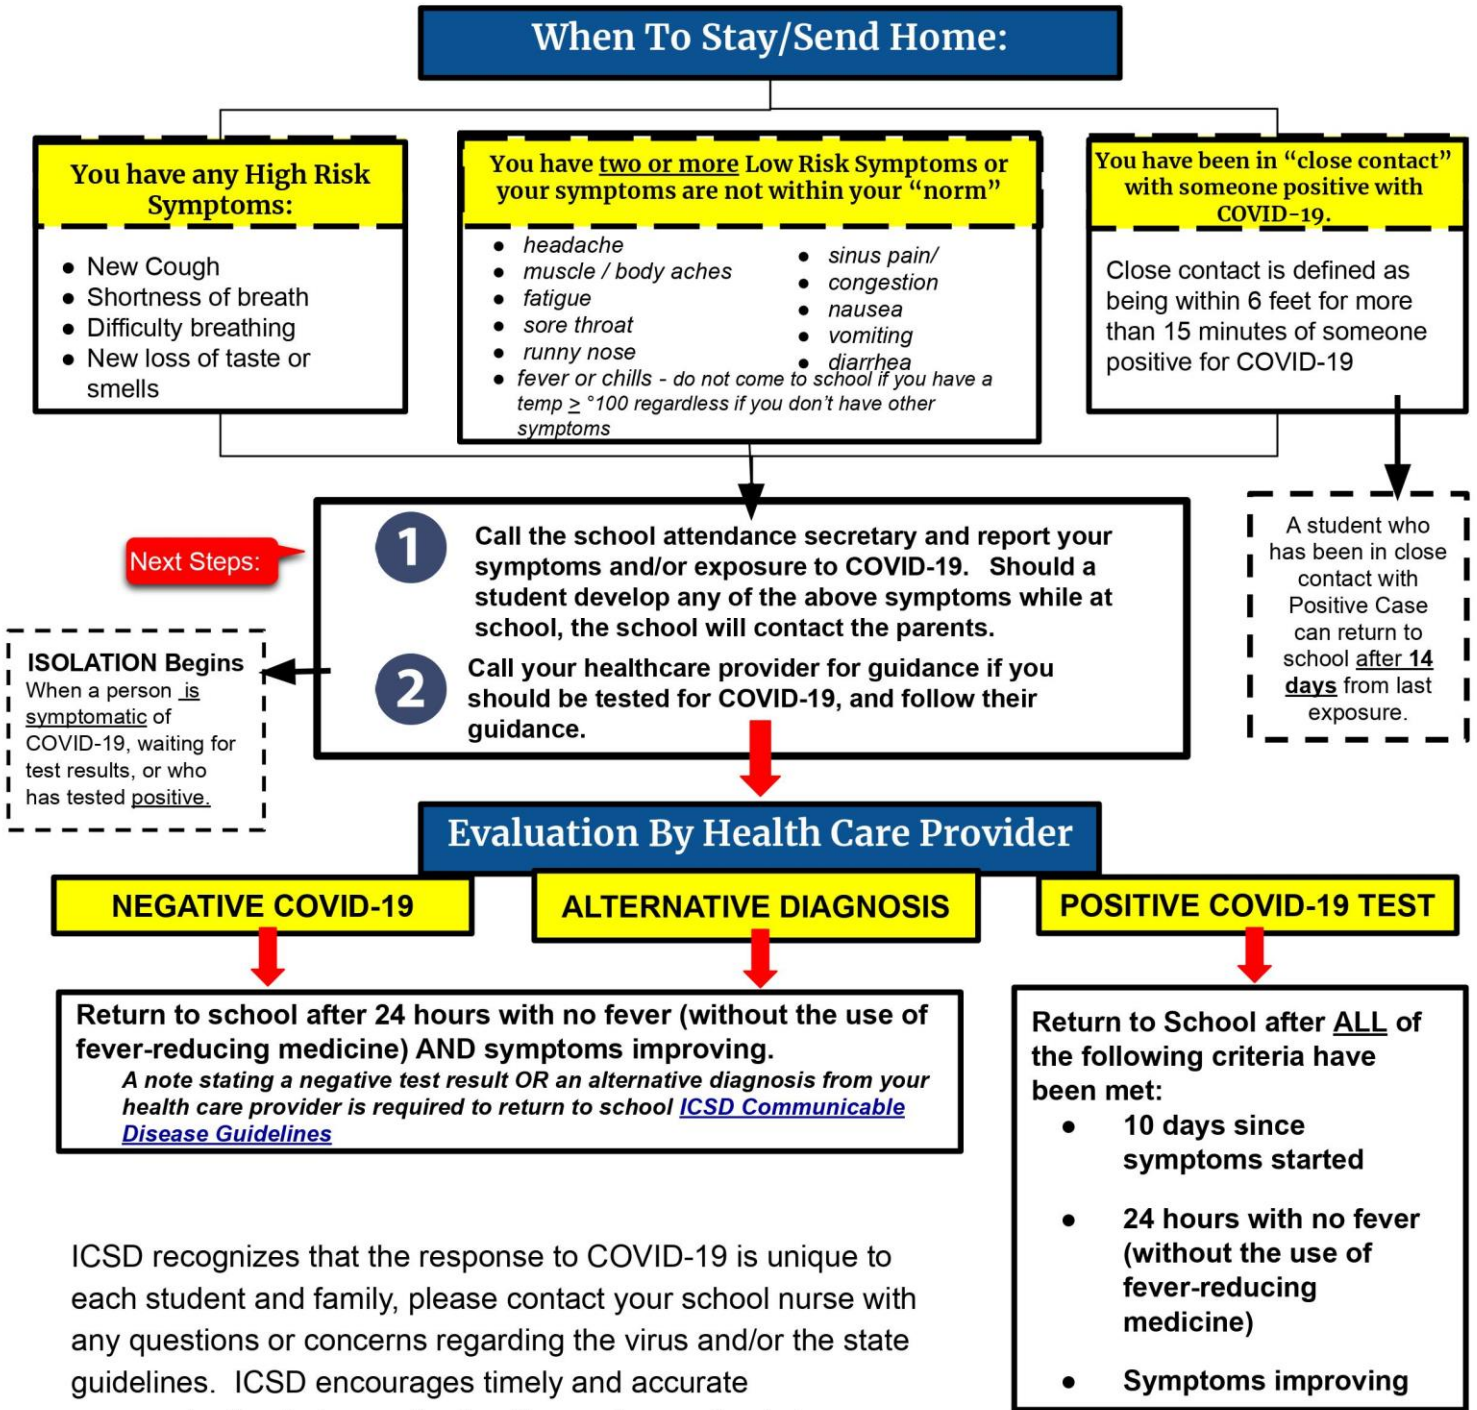 When To Stay/Send Home:
You have any High Risk
Symptoms:
● New Cough
● Shortness of breath
● Difficulty breathing
● New loss of taste or
smells
You have two or more Low Risk Symptoms or
your symptoms are not within your “norm”
● headache
● muscle / body aches
● fatigue
● sore throat
● runny nose
● sinus pain/
● congestion
● nausea
● vomiting
● diarrhea
● fever or chills - do not come to school if you have a
temp ≥ °100 regardless if you don’t have other
symptoms
You have been in “close contact”
with someone positive with
COVID-19.
Close contact is defined as
being within 6 feet for more
than 15 minutes of someone
positive for COVID-19
Next Steps:
1
Call the school attendance secretary and report your
symptoms and/or exposure to COVID-19. Should a
student develop any of the above symptoms while at
school, the school will contact the parents.
2
Call your healthcare provider for guidance if you
should be tested for COVID-19, and follow their
guidance.
A student who
has been in close
contact with
Positive Case
can return to
school after 14
days from last
exposure.
ISOLATION Begins
When a person is
symptomatic of
COVID-19, waiting for
test results, or who
has tested positive.
Evaluation By Health Care Provider
NEGATIVE COVID-19
ALTERNATIVE DIAGNOSIS
POSITIVE COVID-19 TEST
Return to school after 24 hours with no fever (without the use of
fever-reducing medicine) AND symptoms improving.
A note stating a negative test result OR an alternative diagnosis from your
health care provider is required to return to school ICSD Communicable
Disease Guidelines
Return to School after ALL of
the following criteria have
been met:
● 10 days since
symptoms started
● 24 hours with no fever
(without the use of
fever-reducing
medicine)
● Symptoms improving
ICSD recognizes that the response to COVID-19 is unique to
each student and family, please contact your school nurse with
any questions or concerns regarding the virus and/or the state
guidelines. ICSD encourages timely and accurate